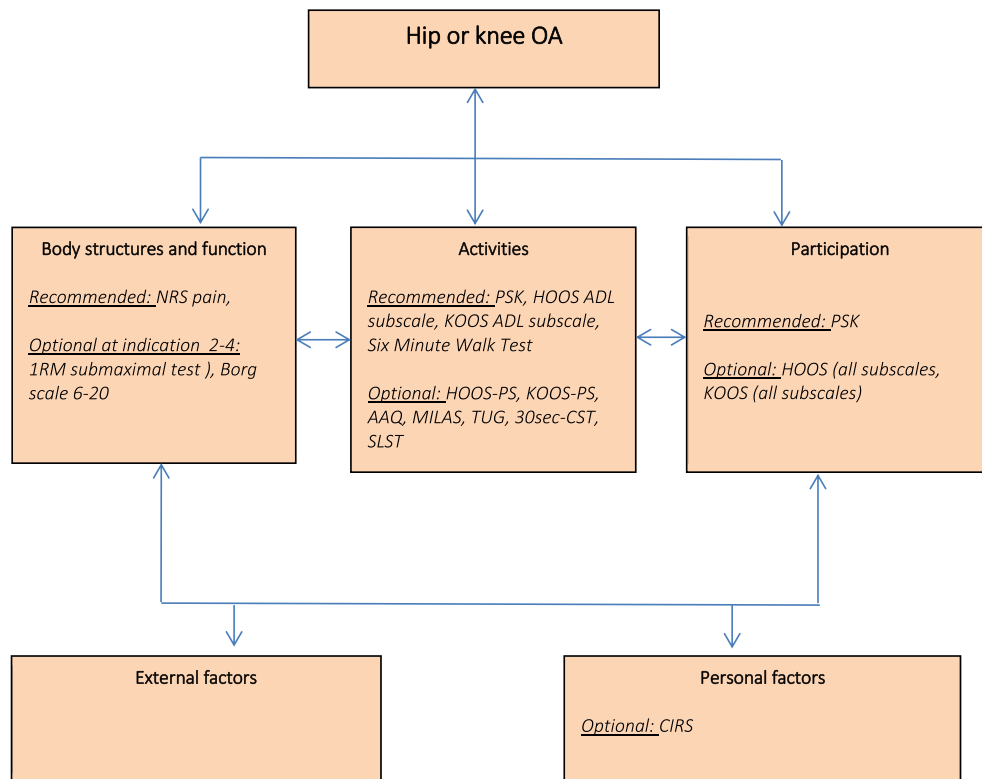 Hip or knee OA
Body structures and function
Recommended: NRS pain,
Optional at indication  2-4:
1RM submaximal test ), Borg
scale 6-20
Activities
Recommended: PSK, HOOS ADL
subscale, KOOS ADL subscale,
Six Minute Walk Test
Optional: HOOS-PS, KOOS-PS,
AAQ, MILAS, TUG, 30sec-CST,
SLST
Participation
Recommended: PSK
Optional: HOOS (all subscales,
KOOS (all subscales)
External factors
Personal factors
Optional: CIRS